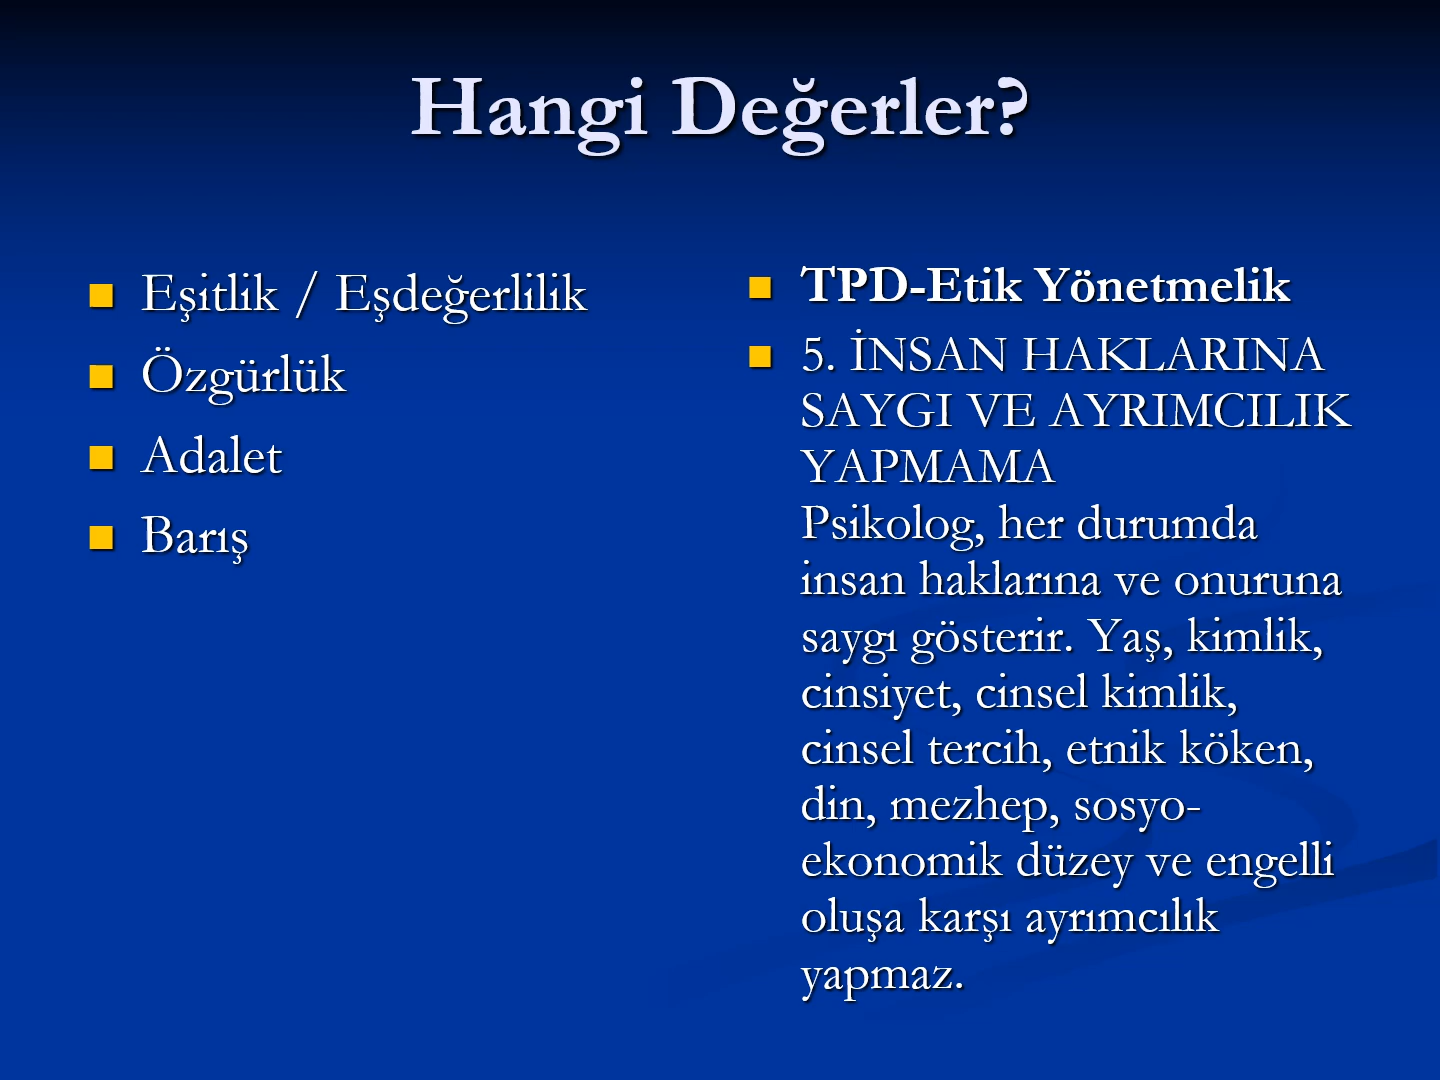 Hangi Değerler?
Eşitlik / Eşdeğerlilik
Özgürlük
Adalet
Barış
TPD-Etik Yönetmelik
5. İNSAN HAKLARINA
SAYGI VE AYRIMCILIK
YAPMAMA
Psikolog, her durumda
insan haklarına ve onuruna
saygı gösterir. Yaş, kimlik,
cinsiyet, cinsel kimlik,
cinsel tercih, etnik köken,
din, mezhep, sosyo-
ekonomik düzey ve engelli
oluşa karşı ayrımcılık
yapmaz.